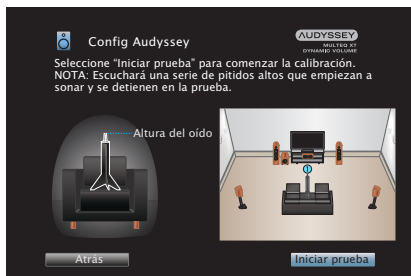 Config Audyssey
AUDYSSEY
MULTEQ XT
DYNAMIC VOLUME
Seleccione “Iniciar prueba” para comenzar la calibración.
NOTA: Escuchará una serie de pitidos altos que empiezan a
sonar y se detienen en la prueba.
Altura del oído
Atrás
Iniciar prueba